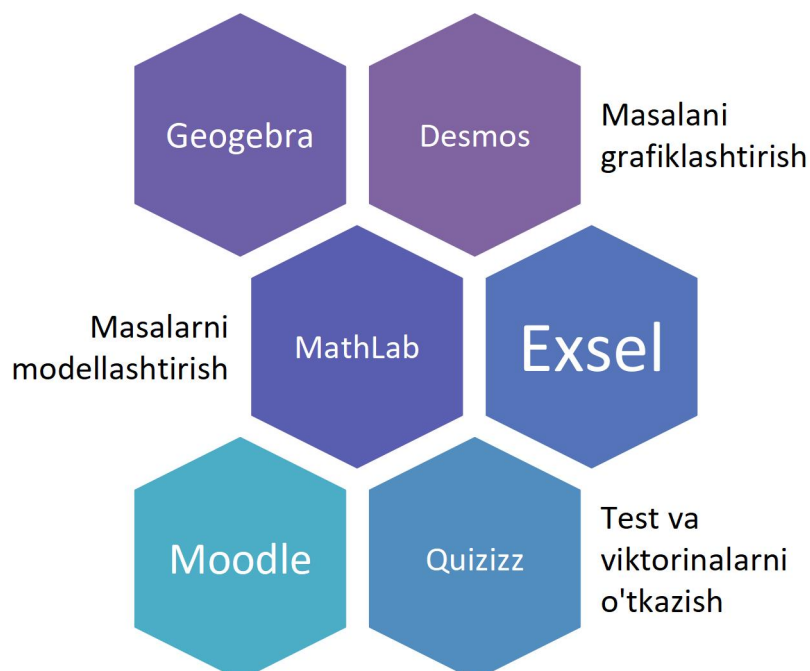 Geogebra
Desmos
Masalani
grafiklashtirish
Masalarni
modellashtirish
MathLab
Exsel
Moodle
Quizizz
Test va
viktorinalarni
o'tkazish